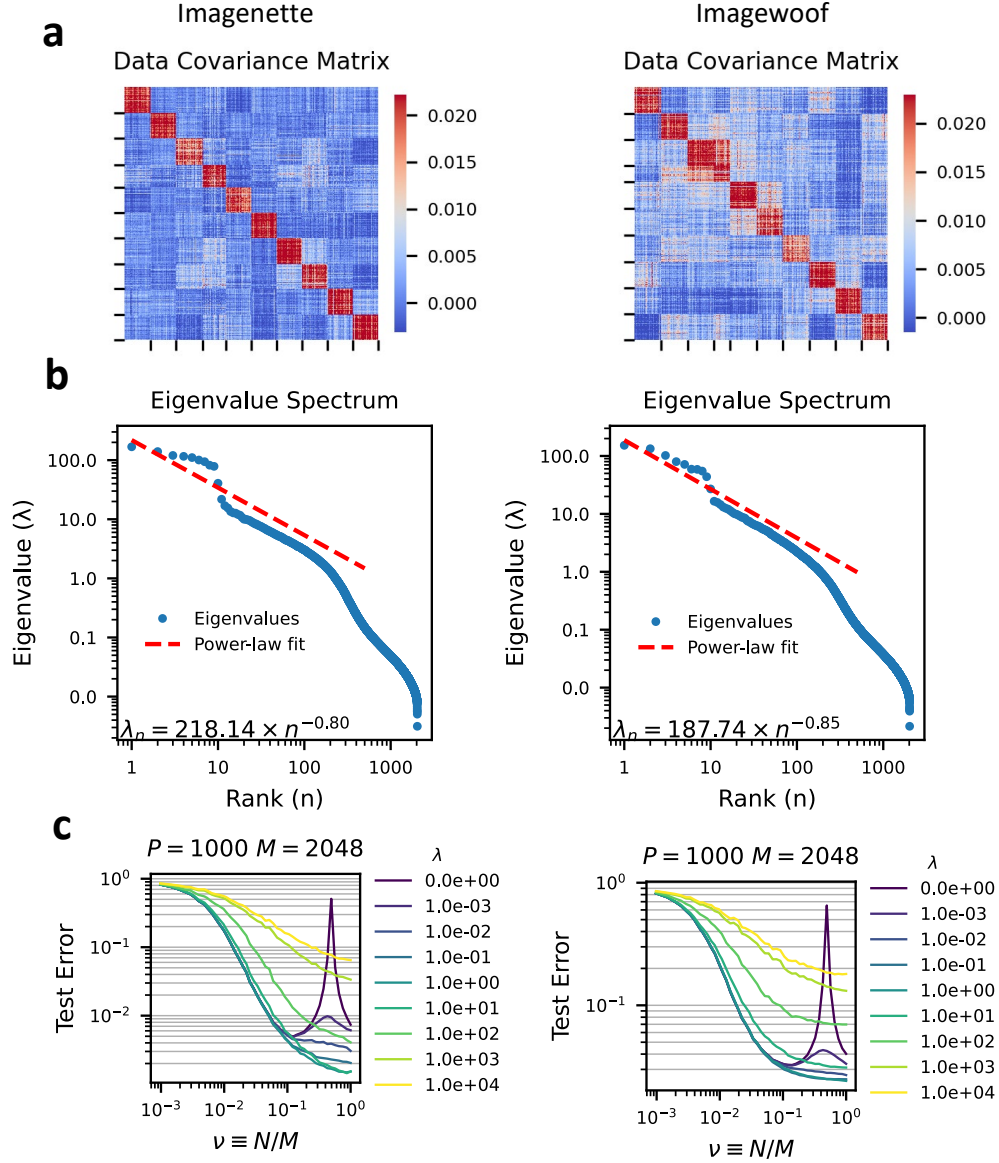 Imagenette
Imagewoof
a
Data Covariance Matrix
Data Covariance Matrix
0.020
0.015
0.010
0.005
0.000
0.020
0.015
0.010
0.005
0.000
b
Eigenvalue Spectrum
Eigenvalue (λ)
100.0
10.0
1.0
0.1
0.0
Eigenvalues
Power-law fit
λₙ = 218.14 × n⁻⁰·⁸⁰
1
10
100
1000
Rank (n)
Eigenvalue Spectrum
Eigenvalue (λ)
100.0
10.0
1.0
0.1
0.0
Eigenvalues
Power-law fit
λₙ = 187.74 × n⁻⁰·⁸⁵
1
10
100
1000
Rank (n)
c
P = 1000 M = 2048
Test Error
10⁰
10⁻¹
10⁻²
10⁻³
10⁻²
10⁻¹
10⁰
ν ≡ N/M
λ
0.0e+00
1.0e-03
1.0e-02
1.0e-01
1.0e+00
1.0e+01
1.0e+02
1.0e+03
1.0e+04
P = 1000 M = 2048
Test Error
10⁰
10⁻¹
10⁻³
10⁻²
10⁻¹
10⁰
ν ≡ N/M
λ
0.0e+00
1.0e-03
1.0e-02
1.0e-01
1.0e+00
1.0e+01
1.0e+02
1.0e+03
1.0e+04